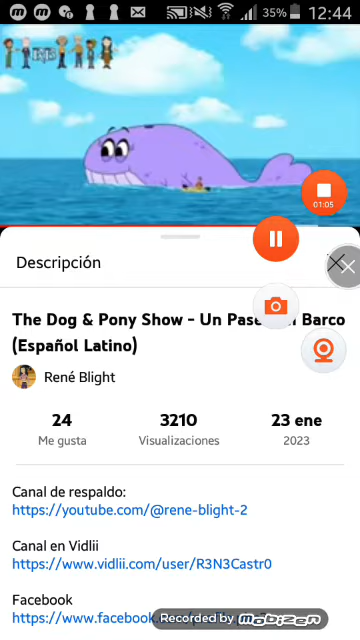 35% 12:44
01:05
Descripción
The Dog & Pony Show - Un Pase Barco
(Español Latino)
René Blight
24 3210 23 ene
Me gusta Visualizaciones 2023
Canal de respaldo:
https://youtube.com/@rene-blight-2
Canal en Vidlii
https://www.vidlii.com/user/R3N3Castr0
Facebook
https://www.facebook.com/
Recorded by mobizen